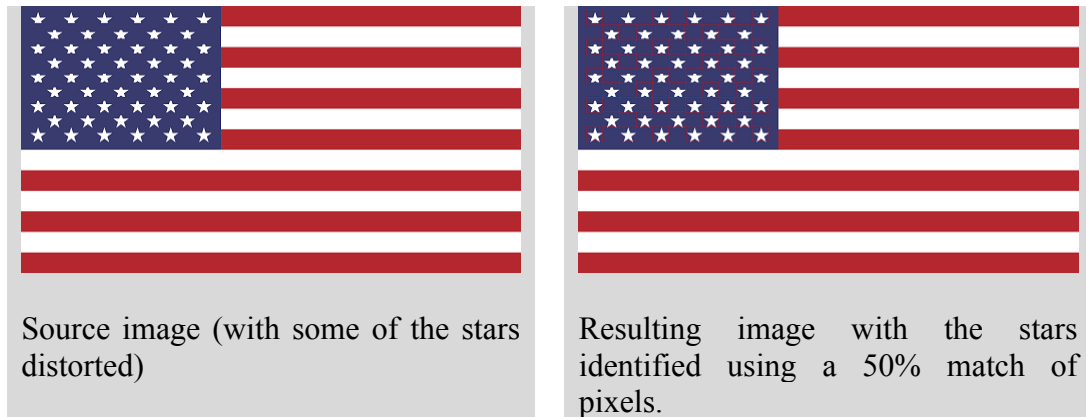 Source image (with some of the stars
distorted)
Resulting image with the stars
identified using a 50% match of
pixels.